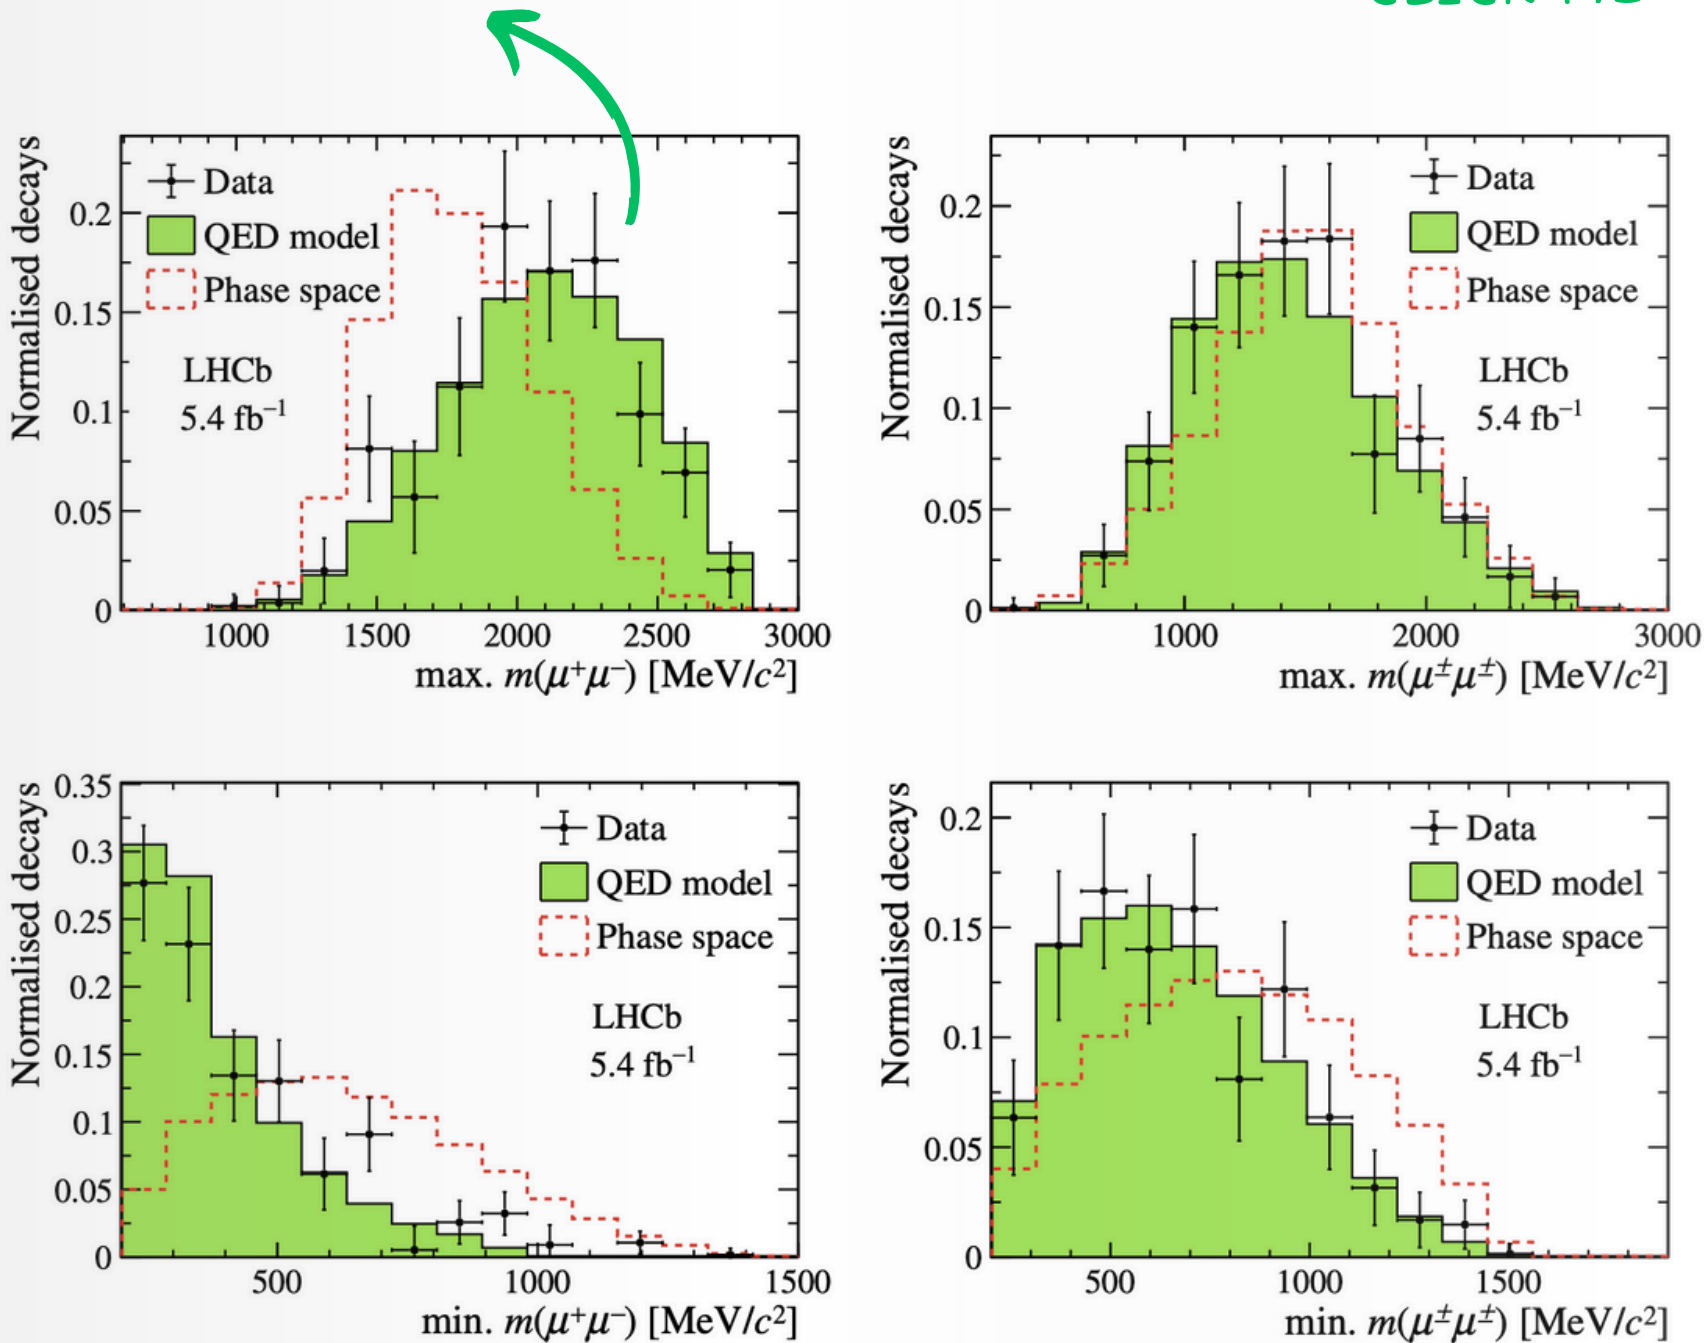 Normalised decays
0.2
0.15
0.1
0.05
0
Data
QED model
Phase space
LHCb
5.4 fb⁻¹
1000 1500 2000 2500 3000
max. m(μ⁺μ⁻) [MeV/c²]
Normalised decays
0.2
0.15
0.1
0.05
0
Data
QED model
Phase space
LHCb
5.4 fb⁻¹
1000 2000 3000
max. m(μ±μ±) [MeV/c²]
Normalised decays
0.35
0.3
0.25
0.2
0.15
0.1
0.05
0
Data
QED model
Phase space
LHCb
5.4 fb⁻¹
500 1000 1500
min. m(μ⁺μ⁻) [MeV/c²]
Normalised decays
0.2
0.15
0.1
0.05
0
Data
QED model
Phase space
LHCb
5.4 fb⁻¹
500 1000 1500
min. m(μ±μ±) [MeV/c²]